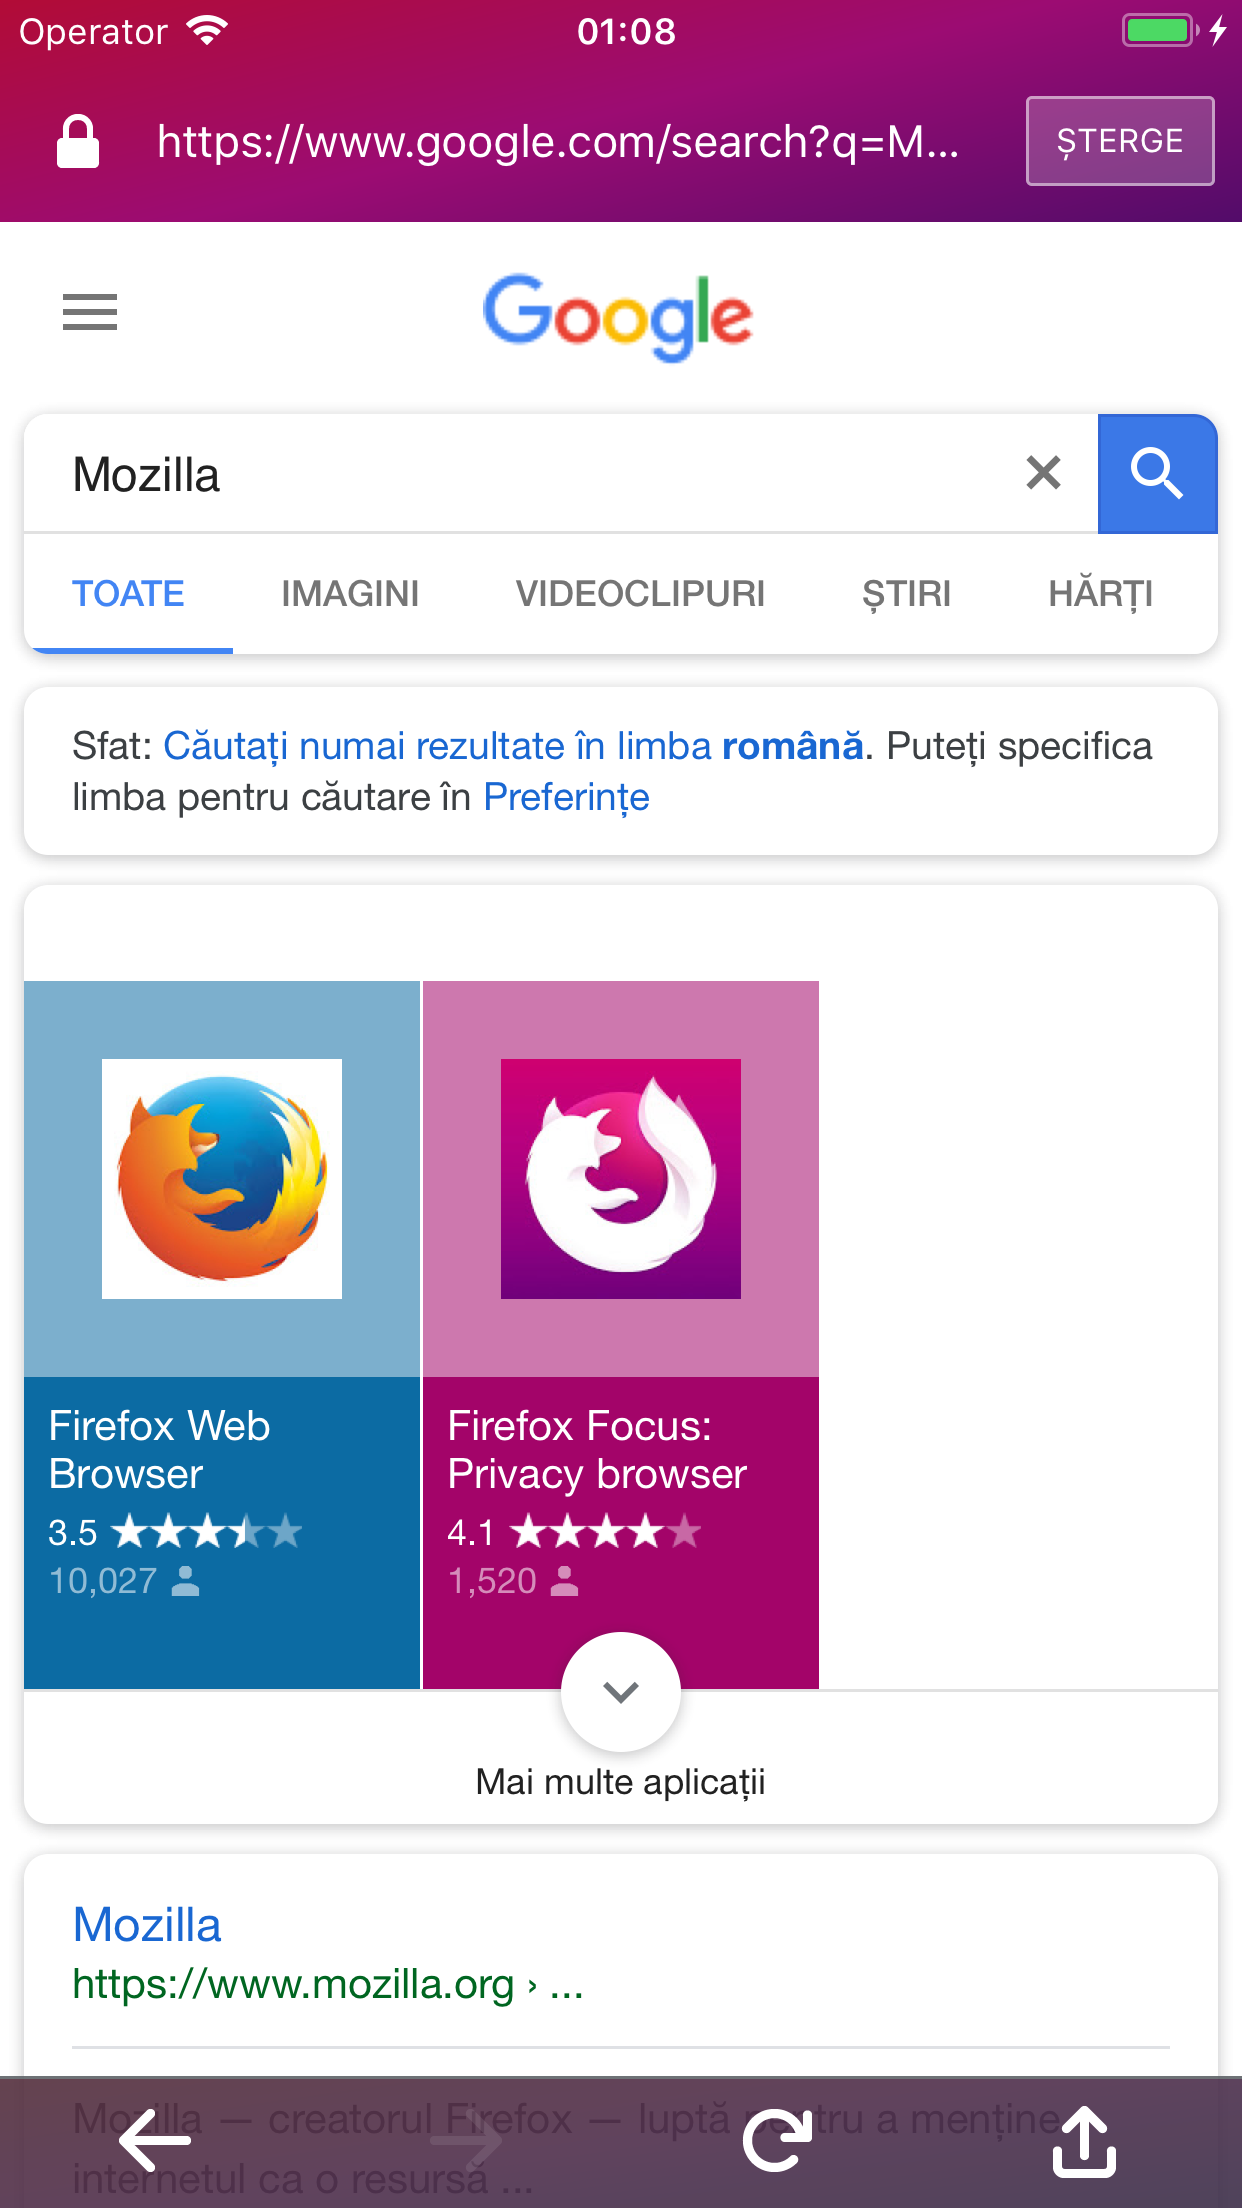 Operator 01:08
https://www.google.com/search?q=M... ȘTERGE
Google
Mozilla
TOATE IMAGINI VIDEOCLIPURI ȘTIRI HĂRȚI
Sfat: Căutați numai rezultate în limba română. Puteți specifica
limba pentru căutare în Preferințe
Firefox Web
Browser
3.5
10,027
Firefox Focus:
Privacy browser
4.1
1,520
Mai multe aplicații
Mozilla
https://www.mozilla.org › ...
Mozilla — creatorul Firefox — luptă pentru a menține
internetul ca o resursă ...